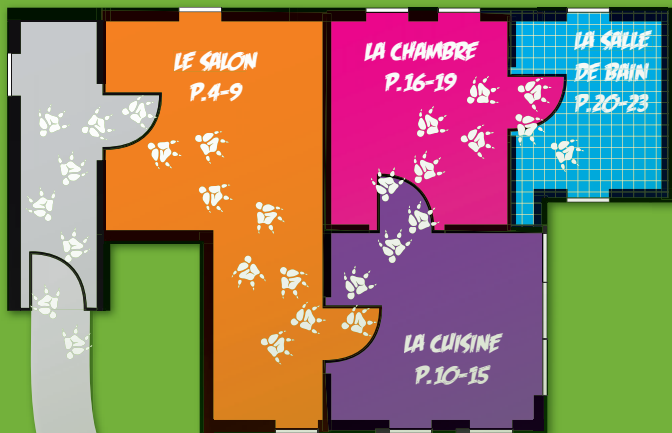 LE SALON
P.4-9
LA CHAMBRE
P.16-19
LA SALLE
DE BAIN
P.20-23
LA CUISINE
P.10-15